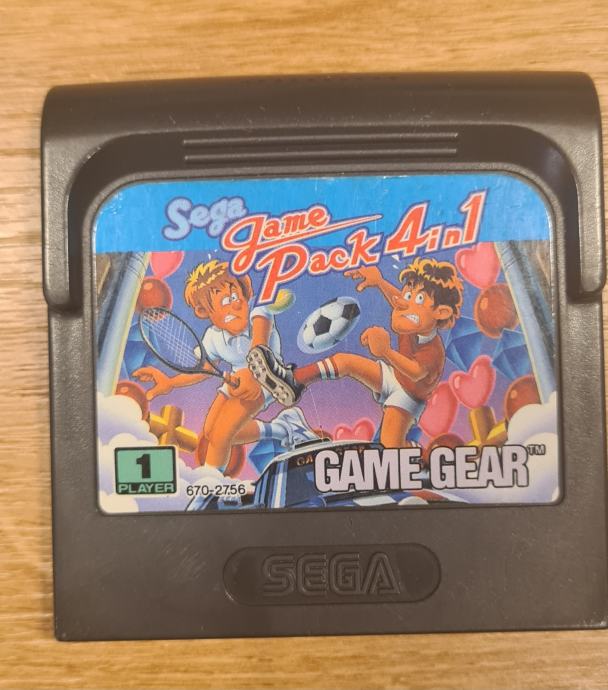 Sega
Game
Pack 4in1
1
PLAYER
670-2756
GAME GEAR™
SEGA